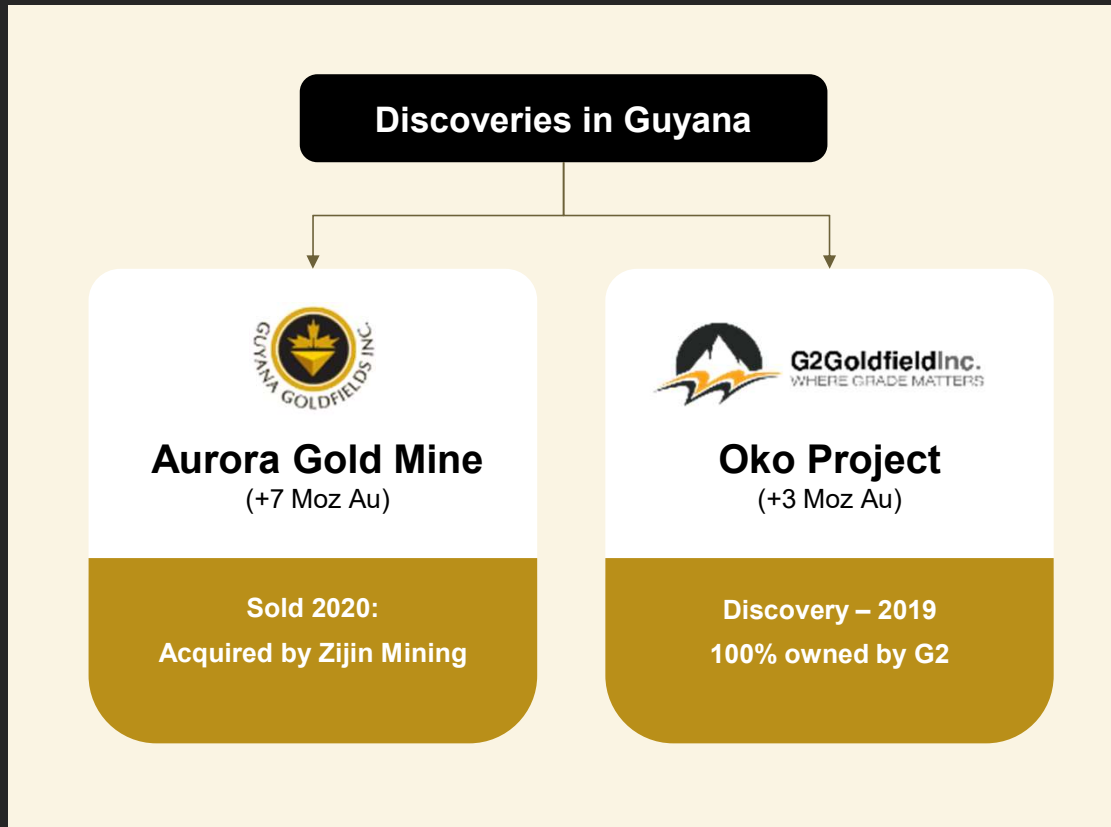 Discoveries in Guyana
GUYANA GOLDFIELDS INC.
Aurora Gold Mine
(+7 Moz Au)
Sold 2020:
Acquired by Zijin Mining
G2GoldfieldInc.
WHERE GRADE MATTERS
Oko Project
(+3 Moz Au)
Discovery – 2019
100% owned by G2